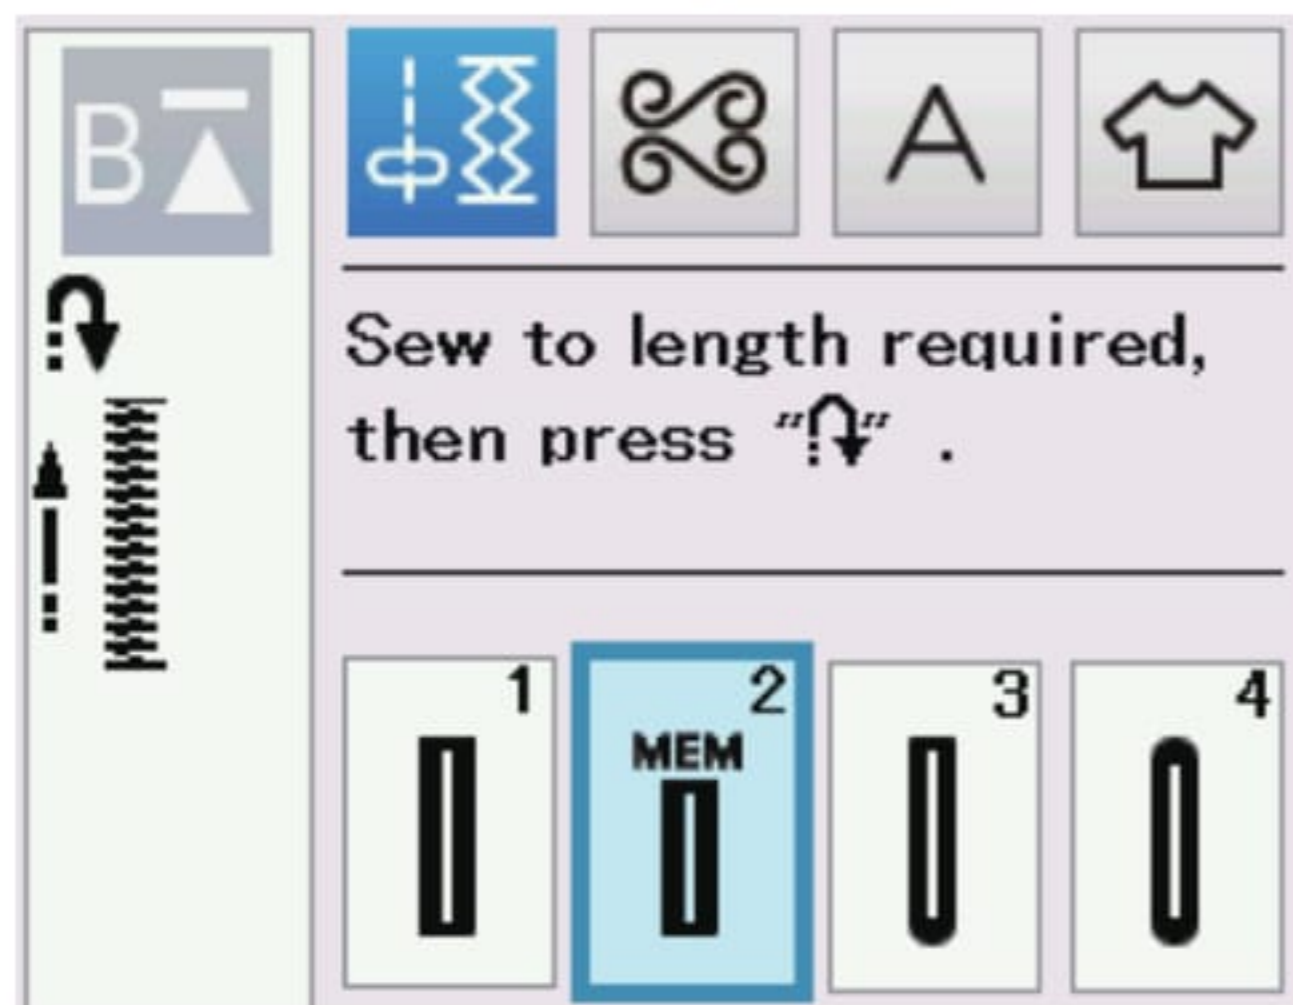 B
A
Sew to length required,
then press "" .
1
2
3
4
MEM